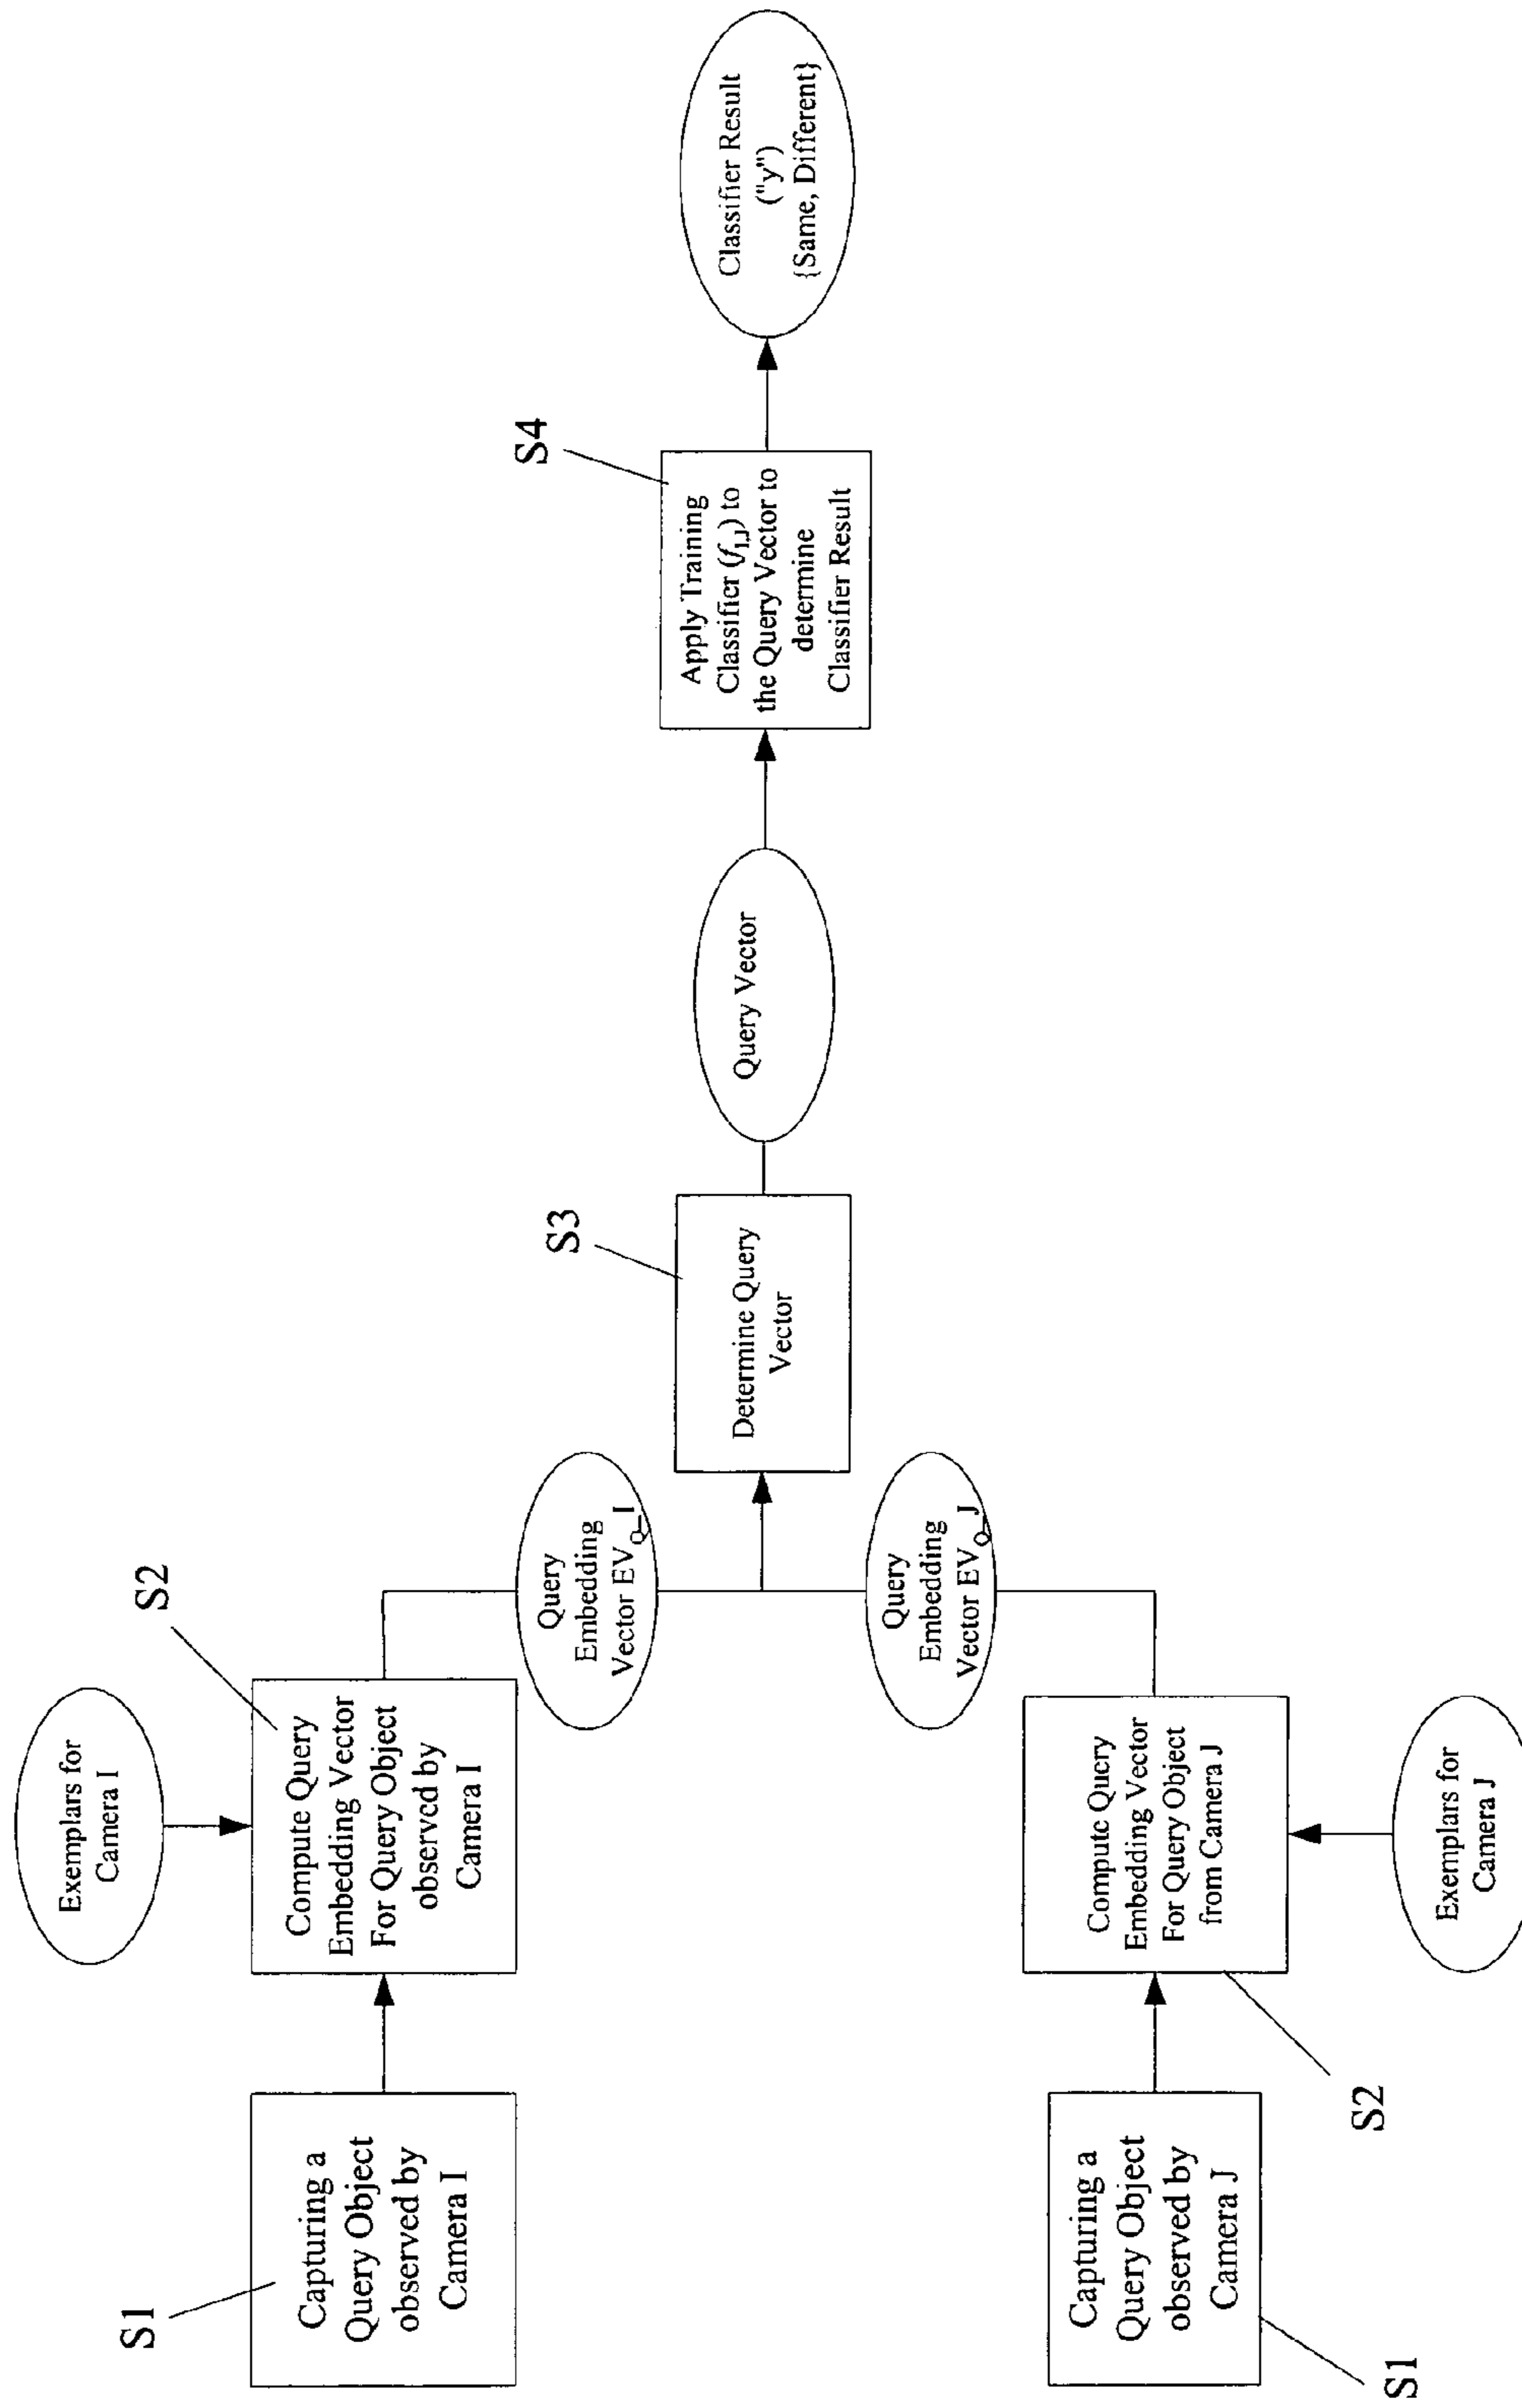 S1
Capturing a
Query Object
observed by
Camera I
Exemplars for
Camera I
S2
Compute Query
Embedding Vector
For Query Object
observed by
Camera I
Query
Embedding
Vector EV_Q_I
S1
Capturing a
Query Object
observed by
Camera J
S2
Compute Query
Embedding Vector
For Query Object
from Camera J
Exemplars for
Camera J
Query
Embedding
Vector EV_Q_J
S3
Determine Query
Vector
Query Vector
S4
Apply Training
Classifier (f_I,J) to
the Query Vector to
determine
Classifier Result
Classifier Result
("y")
{Same, Different}